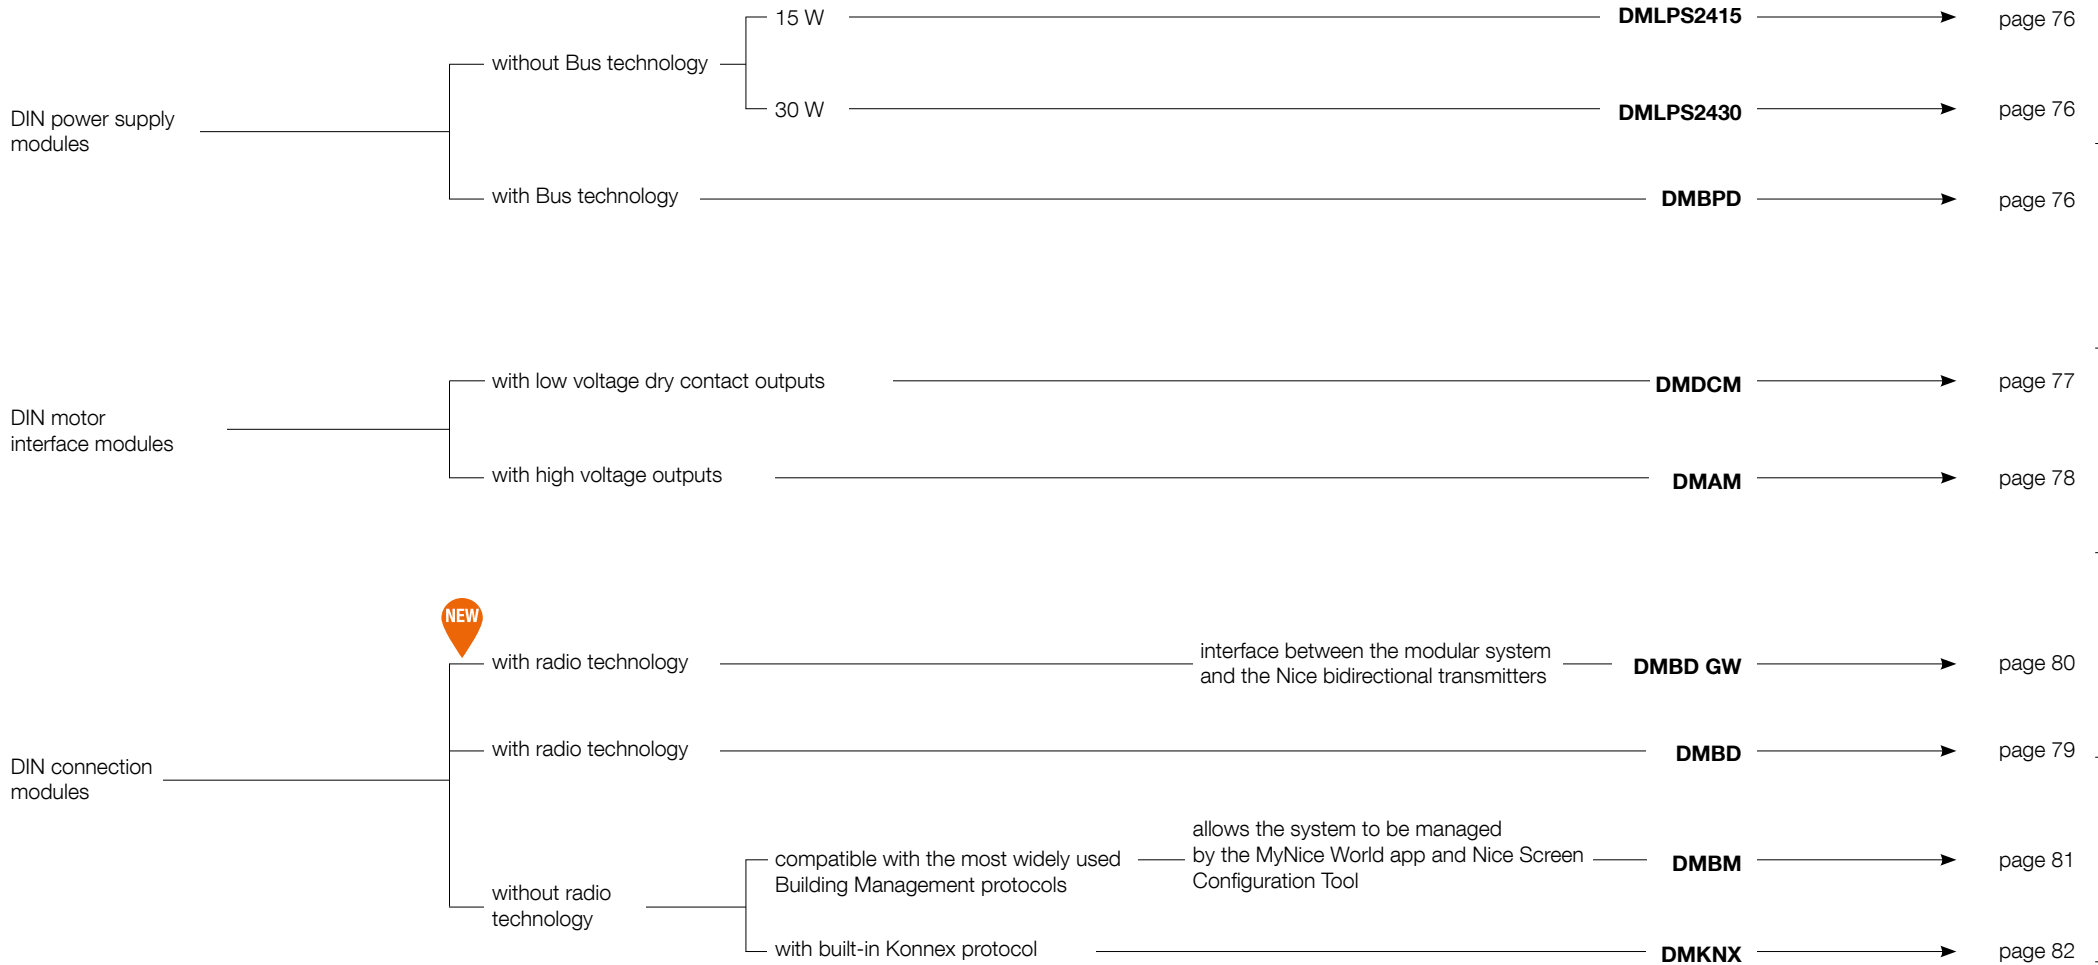 15 W
DMLPS2415
page 76
without Bus technology
30 W
DMLPS2430
page 76
DIN power supply
modules
with Bus technology
DMBPD
page 76
with low voltage dry contact outputs
DMDCM
page 77
DIN motor
interface modules
with high voltage outputs
DMAM
page 78
NEW
with radio technology
interface between the modular system
and the Nice bidirectional transmitters
DMBD GW
page 80
with radio technology
DMBD
page 79
DIN connection
modules
without radio
technology
compatible with the most widely used
Building Management protocols
allows the system to be managed
by the MyNice World app and Nice Screen
Configuration Tool
DMBM
page 81
with built-in Konnex protocol
DMKNX
page 82